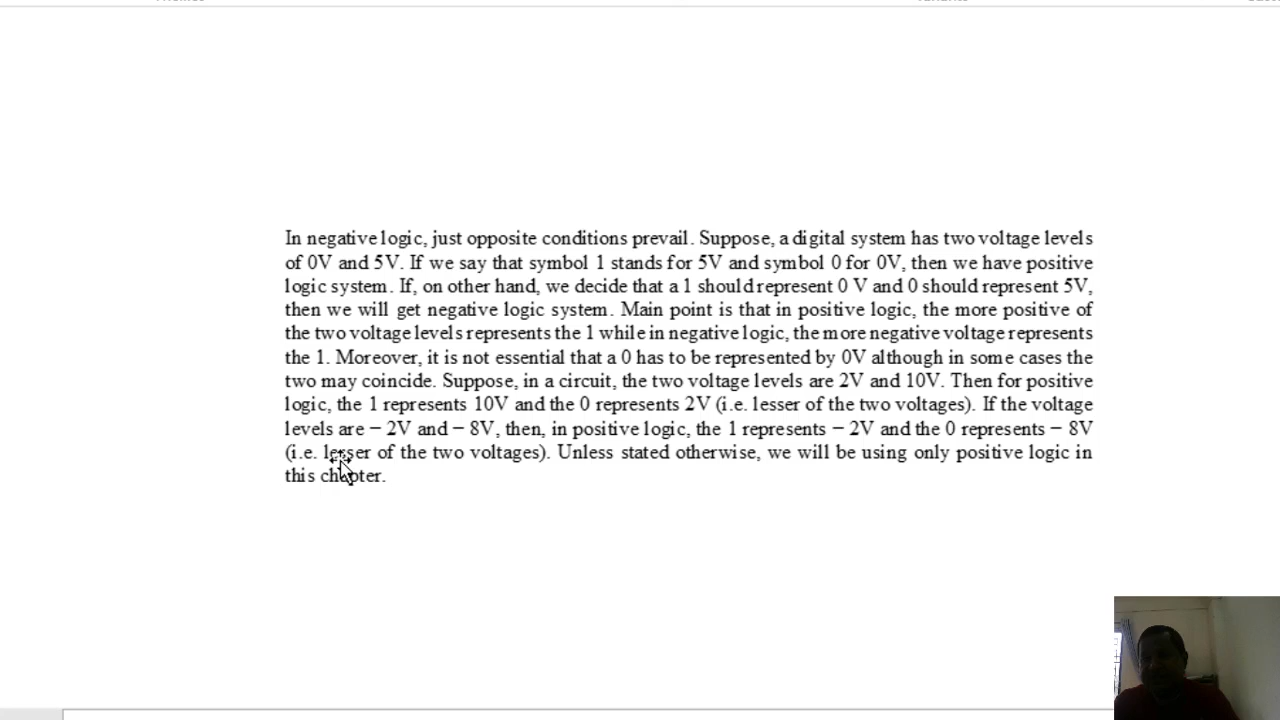 In negative logic, just opposite conditions prevail. Suppose, a digital system has two voltage levels
of 0V and 5V. If we say that symbol 1 stands for 5V and symbol 0 for 0V, then we have positive
logic system. If, on other hand, we decide that a 1 should represent 0 V and 0 should represent 5V,
then we will get negative logic system. Main point is that in positive logic, the more positive of
the two voltage levels represents the 1 while in negative logic, the more negative voltage represents
the 1. Moreover, it is not essential that a 0 has to be represented by 0V although in some cases the
two may coincide. Suppose, in a circuit, the two voltage levels are 2V and 10V. Then for positive
logic, the 1 represents 10V and the 0 represents 2V (i.e. lesser of the two voltages). If the voltage
levels are − 2V and − 8V, then, in positive logic, the 1 represents − 2V and the 0 represents − 8V
(i.e. lesser of the two voltages). Unless stated otherwise, we will be using only positive logic in
this chapter.